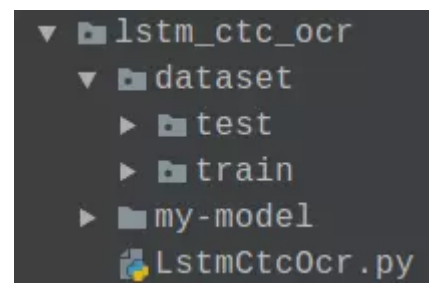 lstm_ctc_ocr
dataset
test
train
my-model
LstmCtcOcr.py